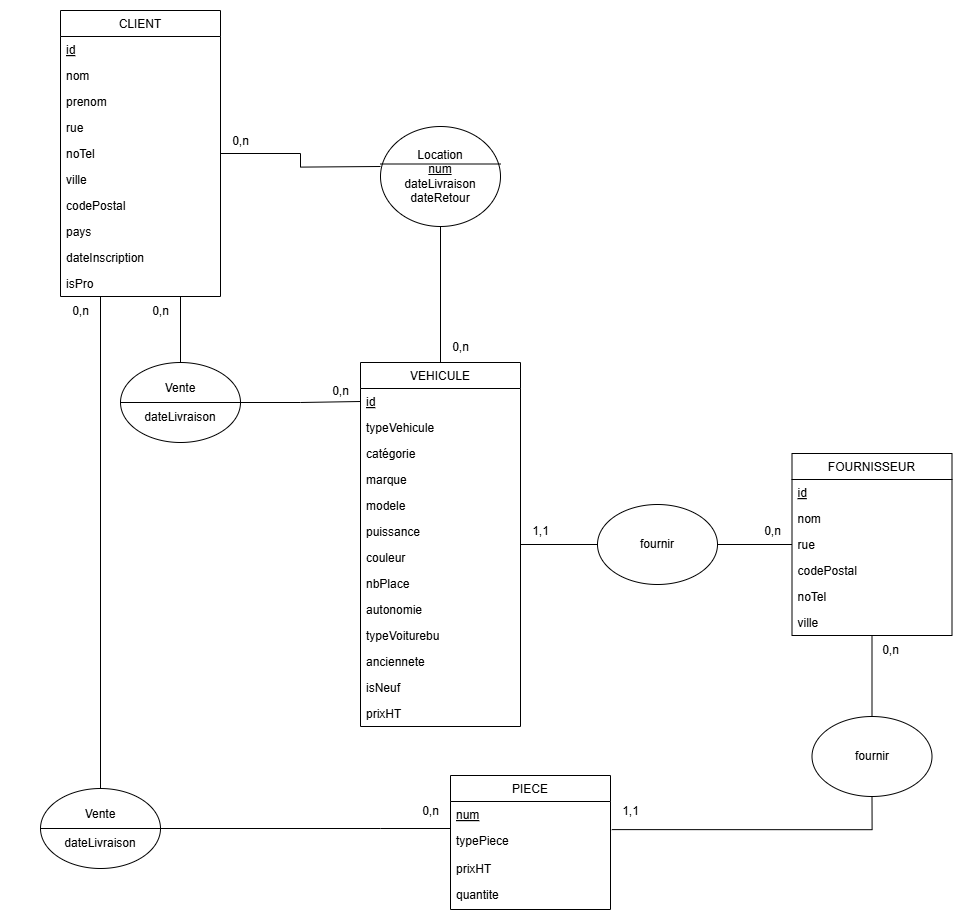 CLIENT
id
nom
prenom
rue
noTel
ville
codePostal
pays
dateInscription
isPro
0,n
Location
num
dateLivraison
dateRetour
0,n
0,n
0,n
Vente
dateLivraison
0,n
VEHICULE
id
typeVehicule
catégorie
marque
modele
puissance
couleur
nbPlace
autonomie
typeVoiturebu
anciennete
isNeuf
prixHT
1,1
fournir
0,n
FOURNISSEUR
id
nom
rue
codePostal
noTel
ville
0,n
fournir
Vente
dateLivraison
0,n
PIECE
num
typePiece
prixHT
quantite
1,1